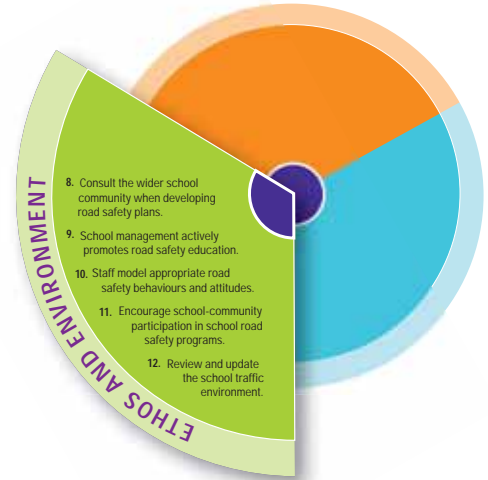 8. Consult the wider school
community when developing
road safety plans.
9. School management actively
promotes road safety education.
10. Staff model appropriate road
safety behaviours and attitudes.
11. Encourage school-community
participation in school road
safety programs.
12. Review and update
the school traffic
environment.
ETHOS AND ENVIRONMENT